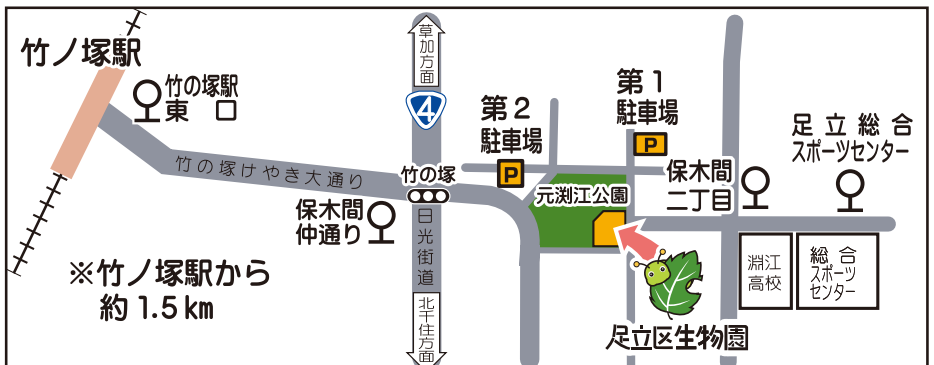 竹ノ塚駅
竹の塚駅
東 口
竹の塚けやき大通り
草加方面
4
第2
駐車場
P
第1
駐車場
P
足立総合
スポーツセンター
竹の塚
元渕江公園
保木間
二丁目
保木間
仲通り
日光街道
北千住方面
淵江
高校
総合
スポーツ
センター
※竹ノ塚駅から
約1.5km
足立区生物園